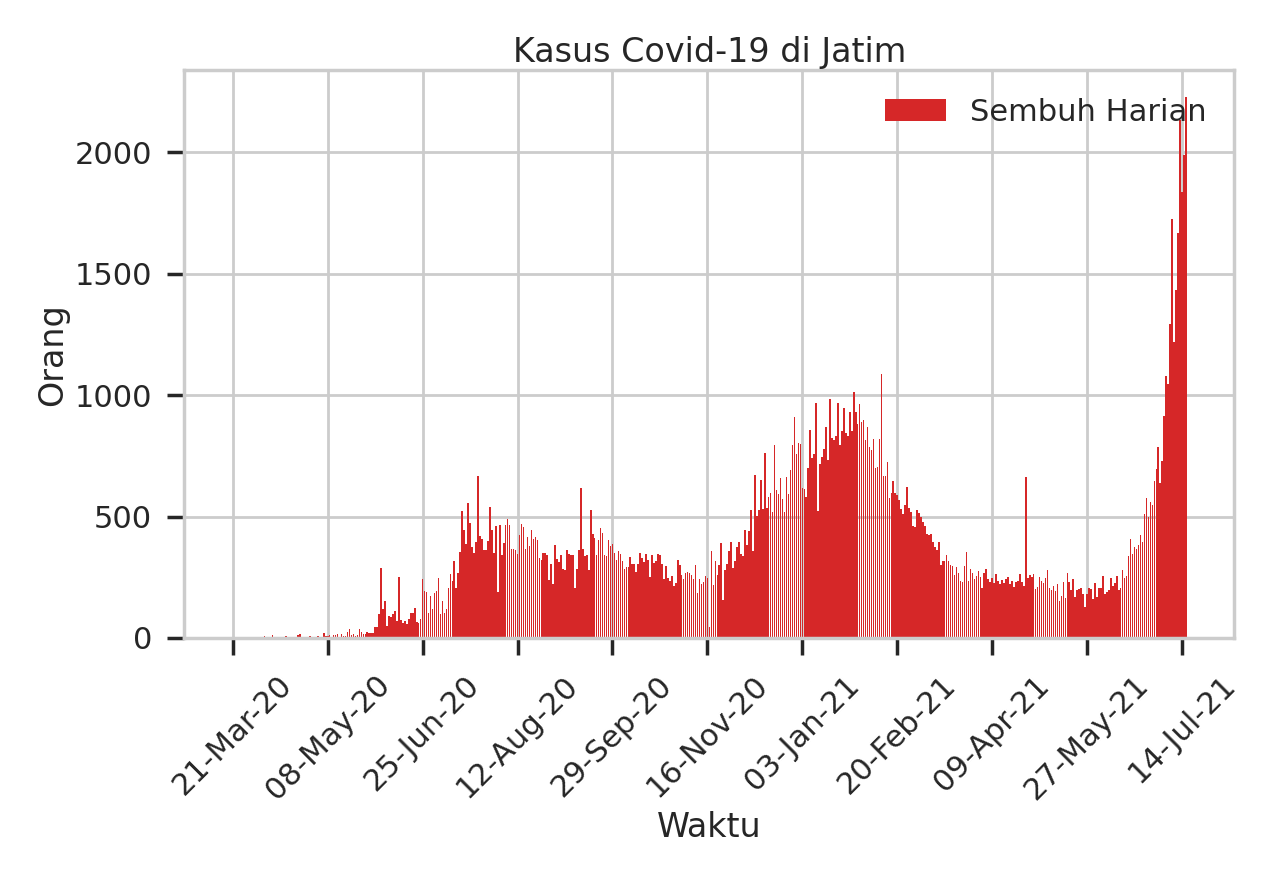 Kasus Covid-19 di Jatim
Sembuh Harian
Orang
2000
1500
1000
500
0
21-Mar-20
08-May-20
25-Jun-20
12-Aug-20
29-Sep-20
16-Nov-20
03-Jan-21
20-Feb-21
09-Apr-21
27-May-21
14-Jul-21
Waktu